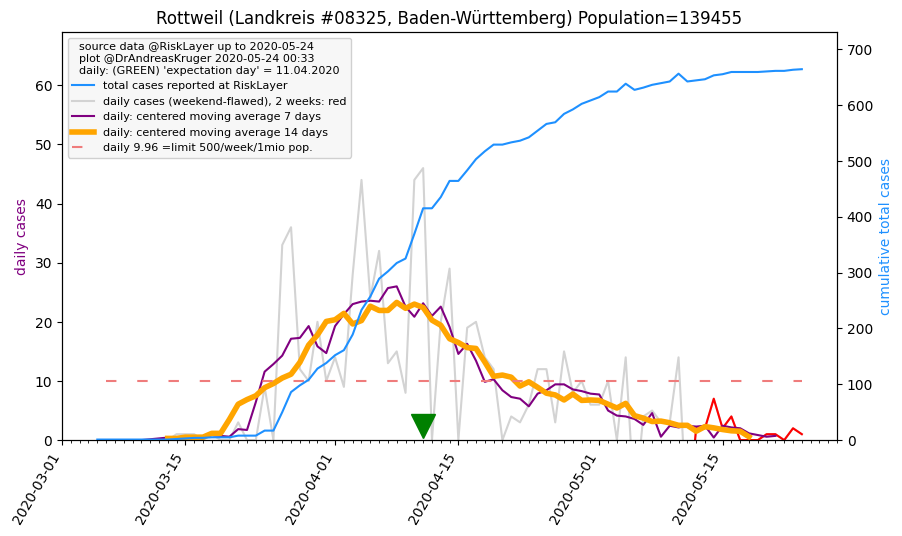 Rottweil (Landkreis #08325, Baden-Württemberg) Population=139455
source data @RiskLayer up to 2020-05-24
plot @DrAndreasKruger 2020-05-24 00:33
daily: (GREEN) 'expectation day' = 11.04.2020
total cases reported at RiskLayer
daily cases (weekend-flawed), 2 weeks: red
daily: centered moving average 7 days
daily: centered moving average 14 days
daily 9.96 =limit 500/week/1mio pop.
daily cases
60
50
40
30
20
10
0
700
600
500
400
300
200
100
0
cumulative total cases
2020-03-01
2020-03-15
2020-04-01
2020-04-15
2020-05-01
2020-05-15